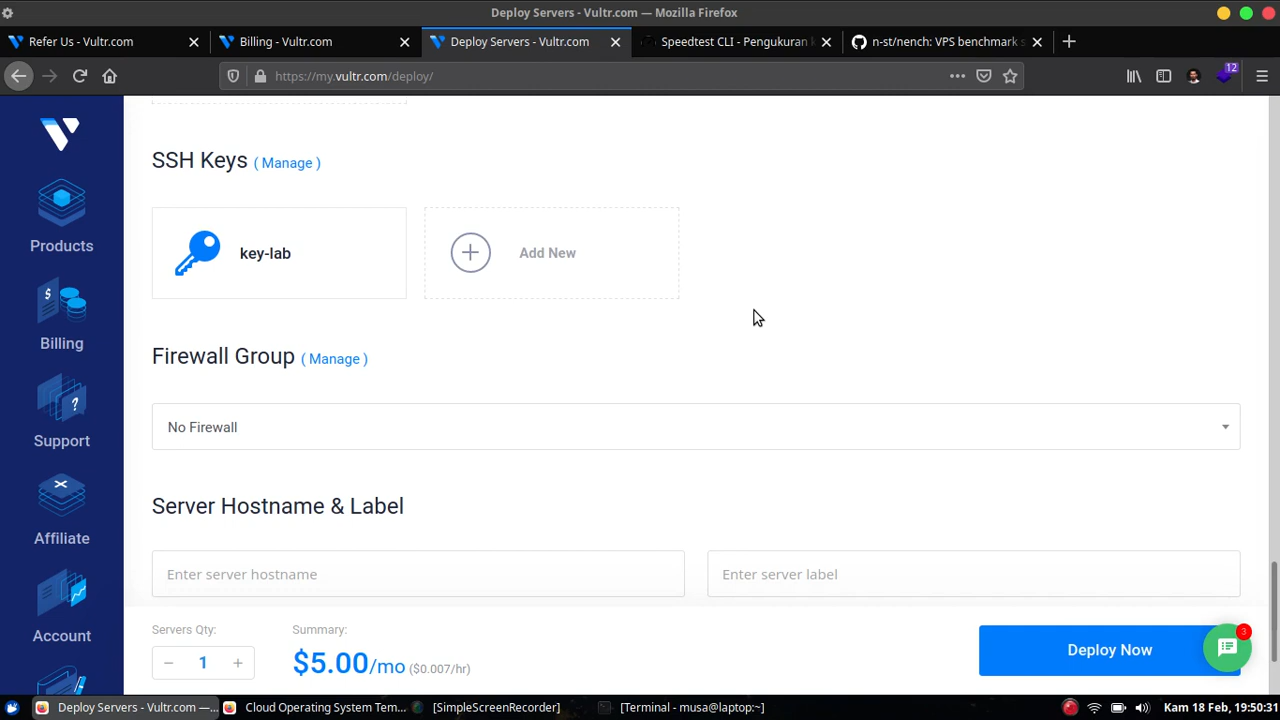 Deploy Servers - Vultr.com — Mozilla Firefox
Refer Us - Vultr.com
Billing - Vultr.com
Deploy Servers - Vultr.com
Speedtest CLI - Pengukuran
n-st/nench: VPS benchmark s
https://my.vultr.com/deploy/
12
Products
$
Billing
?
Support
Affiliate
Account
SSH Keys ( Manage )
key-lab
Add New
Firewall Group ( Manage )
No Firewall
Server Hostname & Label
Enter server hostname
Enter server label
Servers Qty:
1
Summary:
$5.00/mo ($0.007/hr)
Deploy Now
3
Deploy Servers - Vultr.com —...
Cloud Operating System Tem...
[SimpleScreenRecorder]
[Terminal - musa@laptop:~]
Kam 18 Feb, 19:50:31